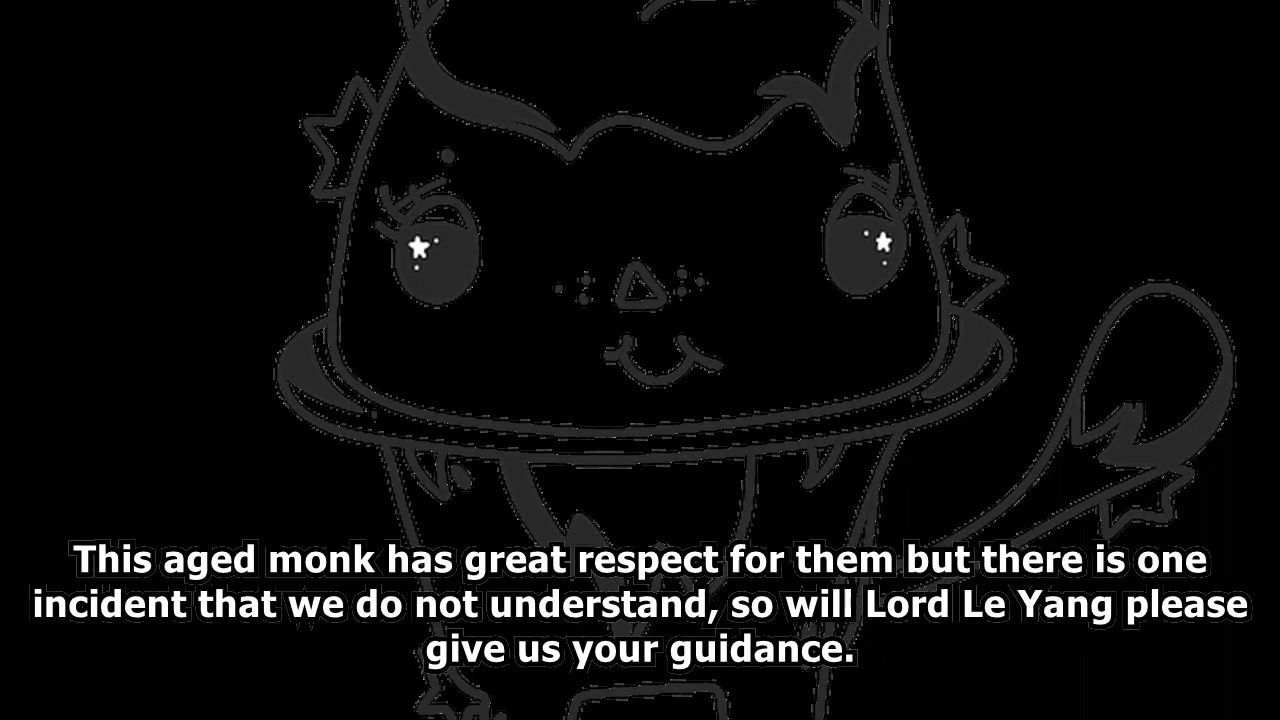 This aged monk has great respect for them but there is one
incident that we do not understand, so will Lord Le Yang please
give us your guidance.